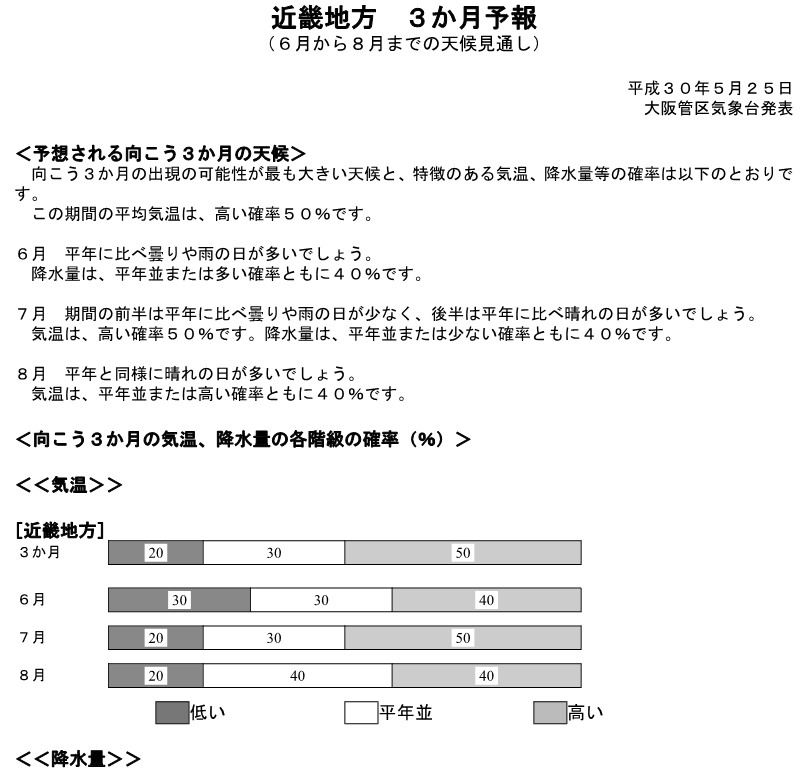 近畿地方　３か月予報
（６月から８月までの天候見通し）
平成３０年５月２５日
大阪管区気象台発表
＜予想される向こう３か月の天候＞
　向こう３か月の出現の可能性が最も大きい天候と、特徴のある気温、降水量等の確率は以下のとおりで
す。
　この期間の平均気温は、高い確率５０％です。
６月　平年に比べ曇りや雨の日が多いでしょう。
　降水量は、平年並または多い確率ともに４０％です。
７月　期間の前半は平年に比べ曇りや雨の日が少なく、後半は平年に比べ晴れの日が多いでしょう。
　気温は、高い確率５０％です。降水量は、平年並または少ない確率ともに４０％です。
８月　平年と同様に晴れの日が多いでしょう。
　気温は、平年並または高い確率ともに４０％です。
＜向こう３か月の気温、降水量の各階級の確率（％）＞
＜＜気温＞＞
[近畿地方]
３か月 20 30 50
６月 30 30 40
７月 20 30 50
８月 20 40 40
低い 平年並 高い
＜＜降水量＞＞